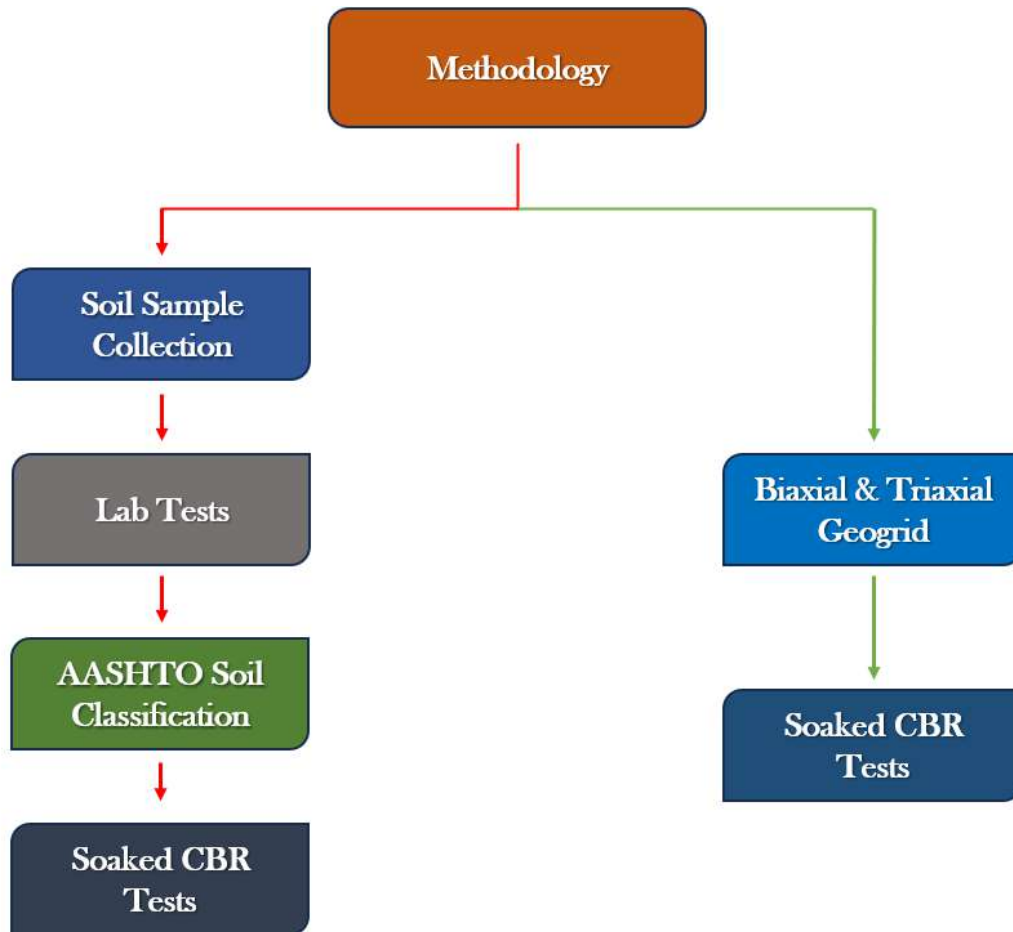 Methodology
Soil Sample
Collection
Lab Tests
AASHTO Soil
Classification
Soaked CBR
Tests
Biaxial & Triaxial
Geogrid
Soaked CBR
Tests